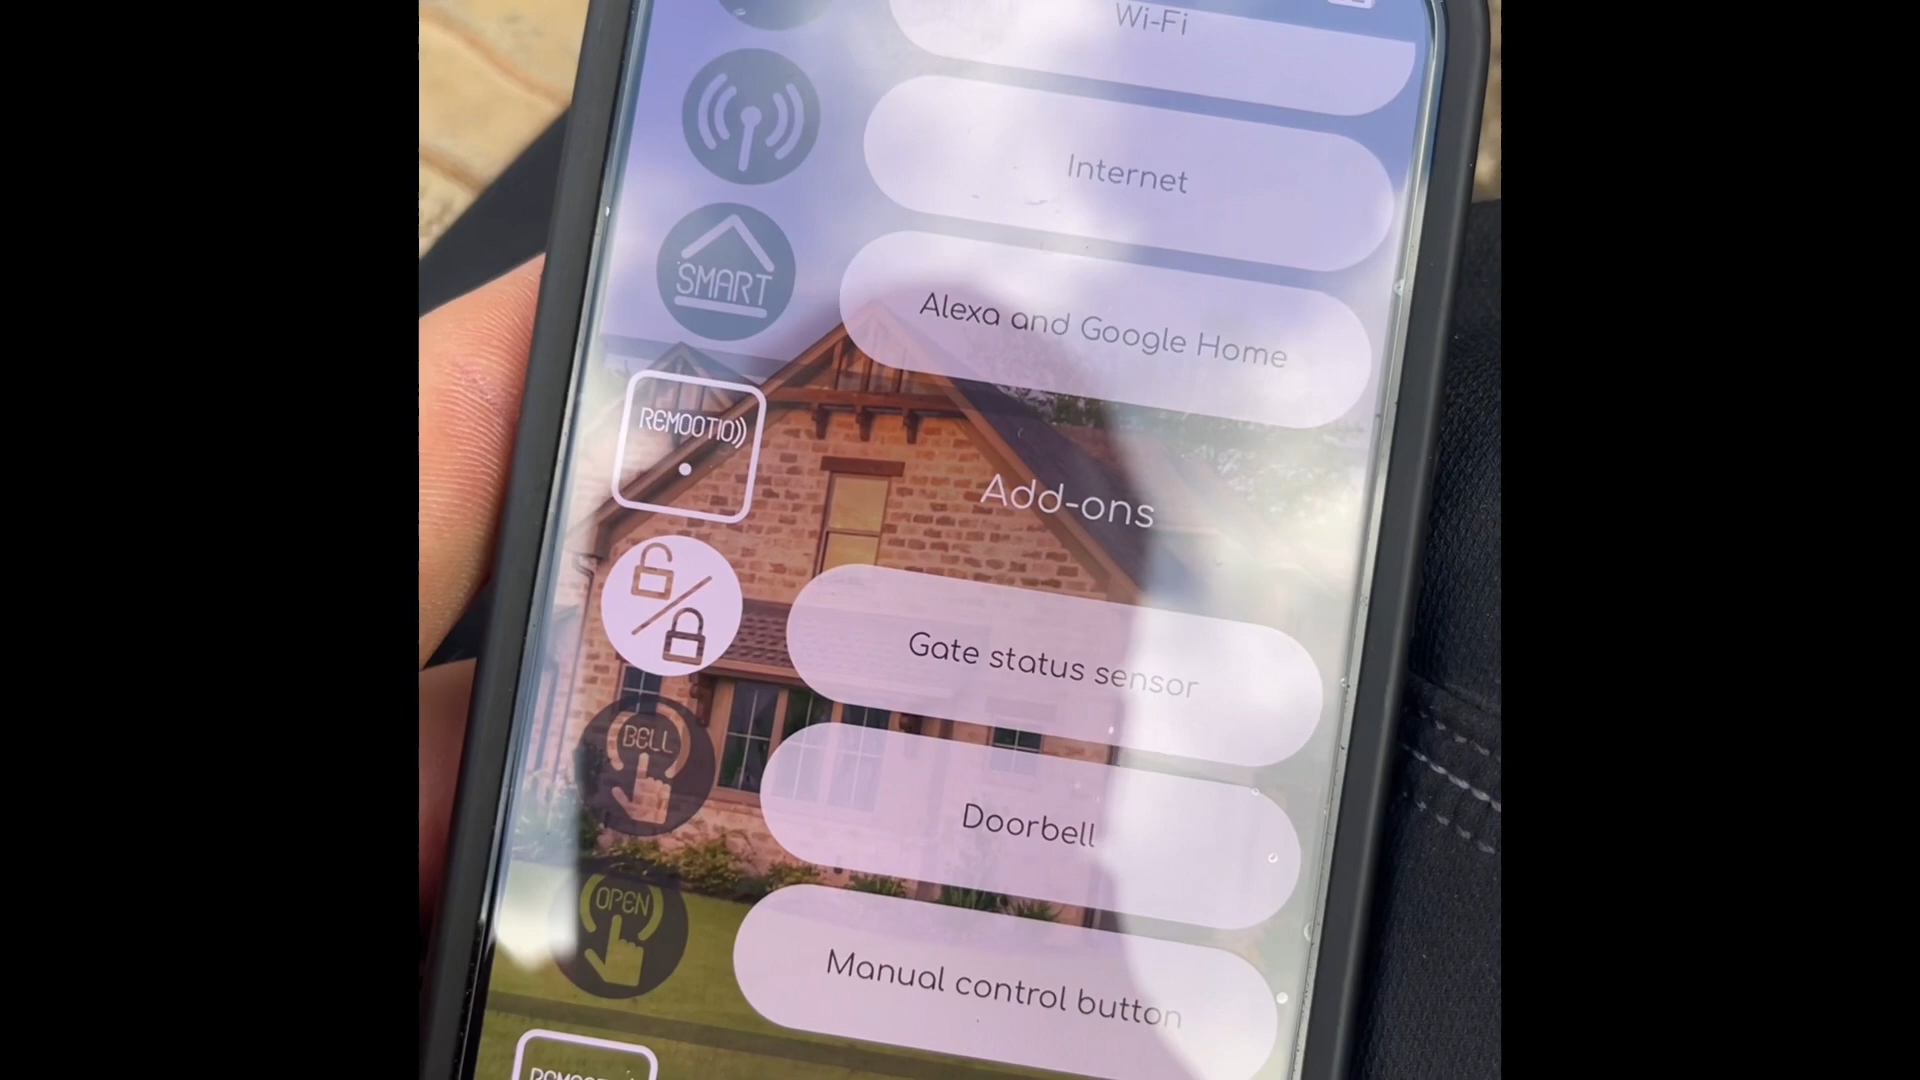 Wi-Fi
Internet
SMART
Alexa and Google Home
REMOOTIO
Add-ons
Gate status sensor
BELL
Doorbell
OPEN
Manual control button